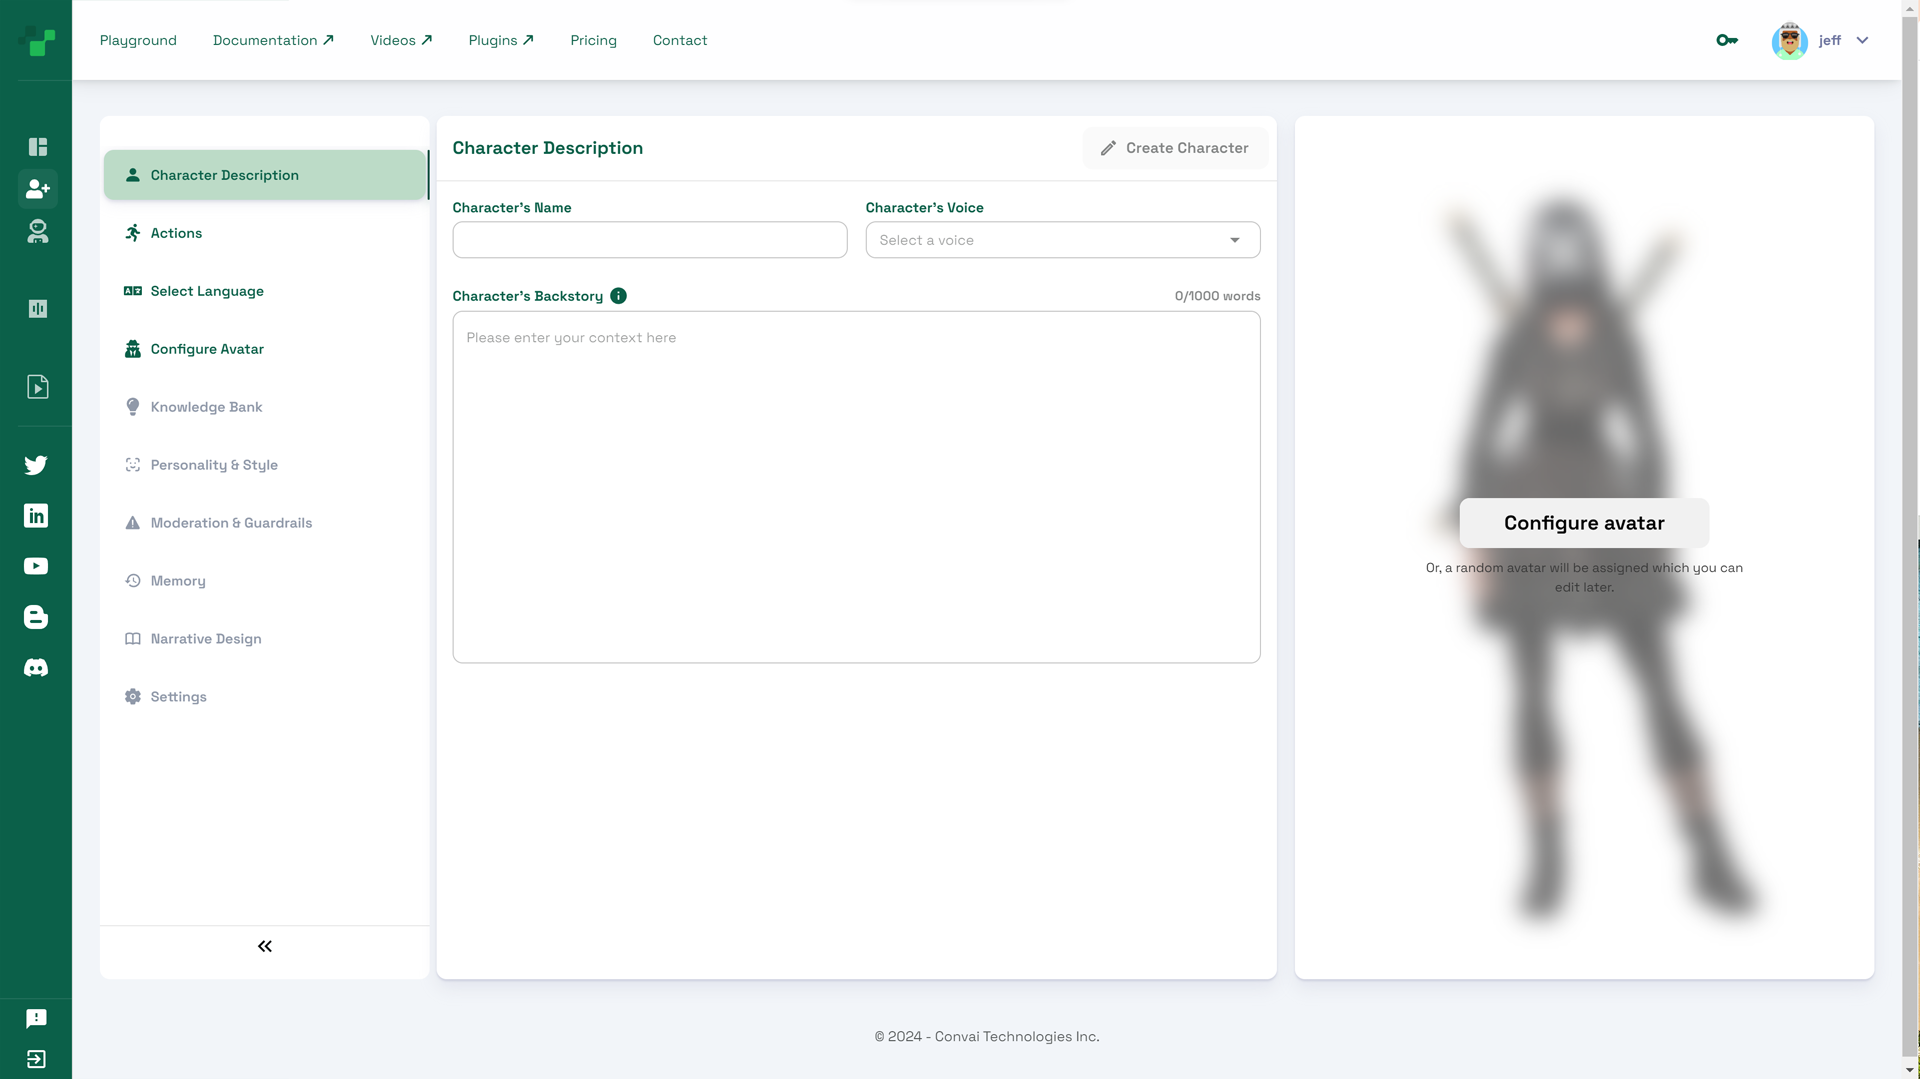 Playground
Documentation
Videos
Plugins
Pricing
Contact
jeff
Character Description
Actions
Select Language
Configure Avatar
Knowledge Bank
Personality & Style
Moderation & Guardrails
Memory
Narrative Design
Settings
Character Description
Create Character
Character's Name
Character's Voice
Select a voice
Character's Backstory
0/1000 words
Please enter your context here
Configure avatar
Or, a random avatar will be assigned which you can
edit later.
© 2024 - Convai Technologies Inc.